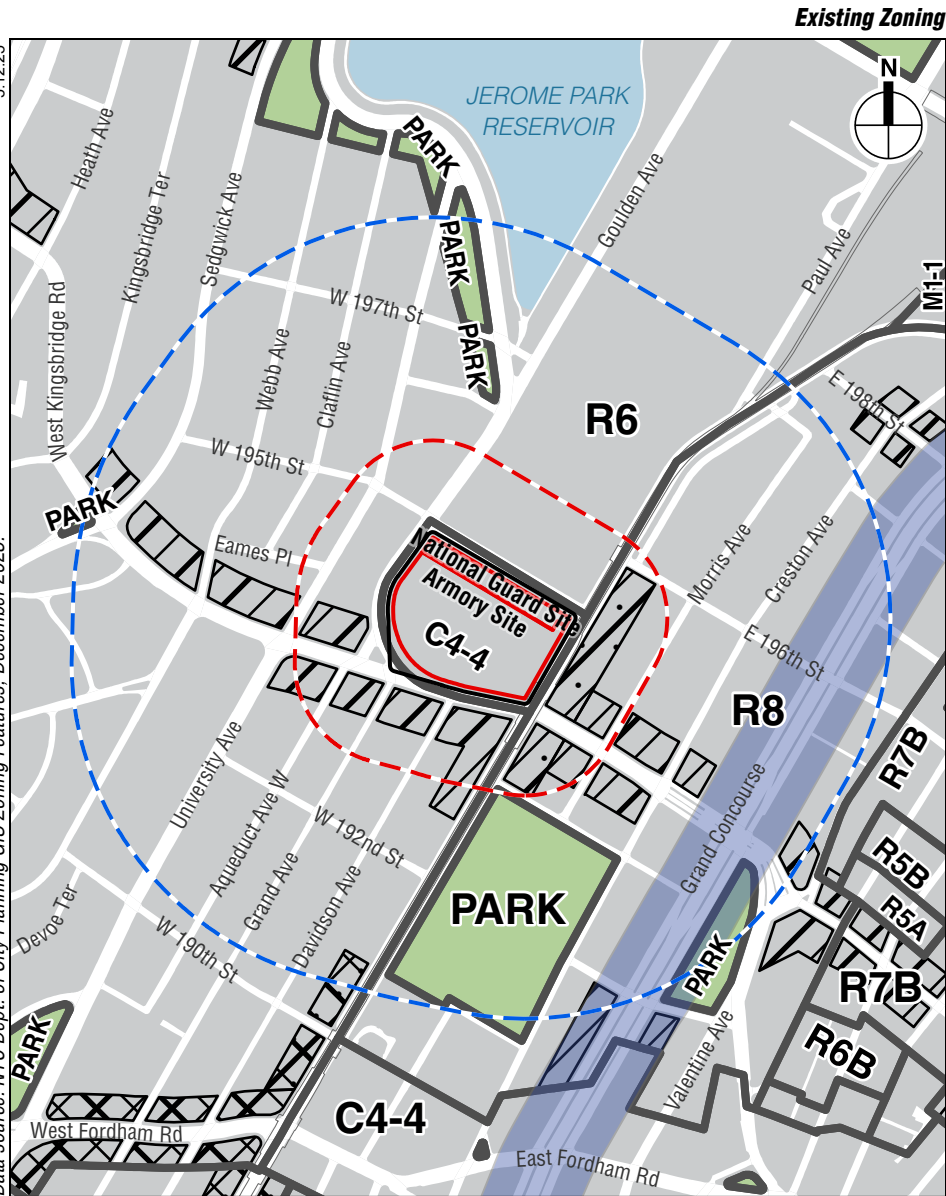 Existing Zoning
N
JEROME PARK
RESERVOIR
PARK
Heath Ave
Kingsbridge Ter
Sedgwick Ave
Goulden Ave
Paul Ave
M1-1
PARK
West Kingsbridge Rd
W 197th St
PARK
Webb Ave
Claflin Ave
R6
E 198th St
W 195th St
PARK
Eames Pl
National Guard Site
Armory Site
C4-4
Morris Ave
Creston Ave
E 196th St
R8
R7B
University Ave
Aqueduct Ave W
Grand Ave
W 192nd St
Davidson Ave
Grand Concourse
R5B
R5A
PARK
Devoe Ter
W 190th St
PARK
R7B
PARK
R6B
Valentine Ave
C4-4
West Fordham Rd
East Fordham Rd